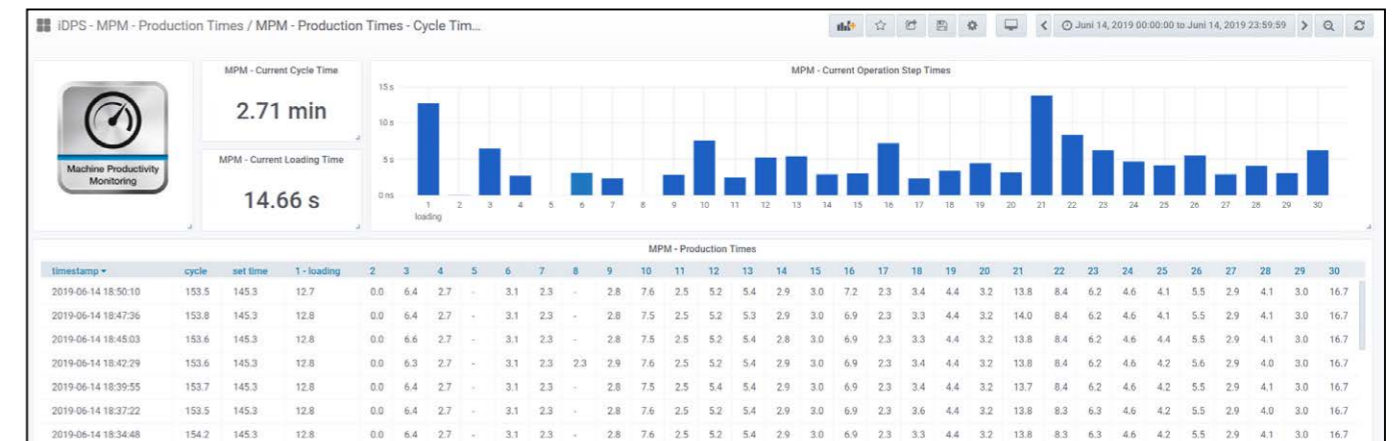 iDPS - MPM - Production Times / MPM - Production Times - Cycle Tim...
Juni 14, 2019 00:00:00 to Juni 14, 2019 23:59:59
Machine Productivity
Monitoring
MPM - Current Cycle Time
2.71 min
MPM - Current Loading Time
14.66 s
MPM - Current Operation Step Times
15 s
10 s
5 s
0 ns
1 2 3 4 5 6 7 8 9 10 11 12 13 14 15 16 17 18 19 20 21 22 23 24 25 26 27 28 29 30
loading
MPM - Production Times
timestamp cycle set time 1 - loading 2 3 4 5 6 7 8 9 10 11 12 13 14 15 16 17 18 19 20 21 22 23 24 25 26 27 28 29 30
2019-06-14 18:50:10 153.5 145.3 12.7 0.0 6.4 2.7 - 3.1 2.3 - 2.8 7.6 2.5 5.2 5.4 2.9 3.0 7.2 2.3 3.4 4.4 3.2 13.8 8.4 6.2 4.6 4.1 5.5 2.9 4.1 3.0 16.7
2019-06-14 18:47:36 153.8 145.3 12.8 0.0 6.4 2.7 - 3.1 2.3 - 2.8 7.5 2.5 5.2 5.3 2.9 3.0 6.9 2.3 3.3 4.4 3.2 14.0 8.4 6.2 4.6 4.1 5.5 2.9 4.1 3.0 16.7
2019-06-14 18:45:03 153.6 145.3 12.8 0.0 6.6 2.7 - 3.1 2.3 - 2.8 7.5 2.5 5.2 5.4 2.8 3.0 6.9 2.3 3.3 4.4 3.2 13.8 8.4 6.2 4.6 4.4 5.5 2.9 4.1 3.0 16.7
2019-06-14 18:42:29 153.6 145.3 12.8 0.0 6.3 2.7 - 3.1 2.3 2.3 2.9 7.6 2.5 5.2 5.4 2.9 3.0 6.9 2.3 3.4 4.4 3.2 13.8 8.4 6.2 4.6 4.2 5.6 2.9 4.0 3.0 16.7
2019-06-14 18:39:55 153.7 145.3 12.8 0.0 6.4 2.7 - 3.1 2.3 - 2.8 7.5 2.5 5.4 5.4 2.9 3.0 6.9 2.3 3.4 4.4 3.2 13.7 8.4 6.2 4.6 4.2 5.5 2.9 4.1 3.0 16.7
2019-06-14 18:37:22 153.5 145.3 12.8 0.0 6.4 2.7 - 3.1 2.3 - 2.8 7.6 2.5 5.2 5.4 2.9 3.0 6.9 2.3 3.6 4.4 3.2 13.8 8.3 6.3 4.6 4.2 5.5 2.9 4.0 3.0 16.7
2019-06-14 18:34:48 154.2 145.3 12.8 0.0 6.4 2.7 - 3.1 2.3 - 2.8 7.6 2.5 5.2 5.4 2.9 3.0 6.9 2.3 3.3 4.4 3.2 13.8 8.3 6.3 4.6 4.2 5.5 2.9 4.1 3.0 16.7